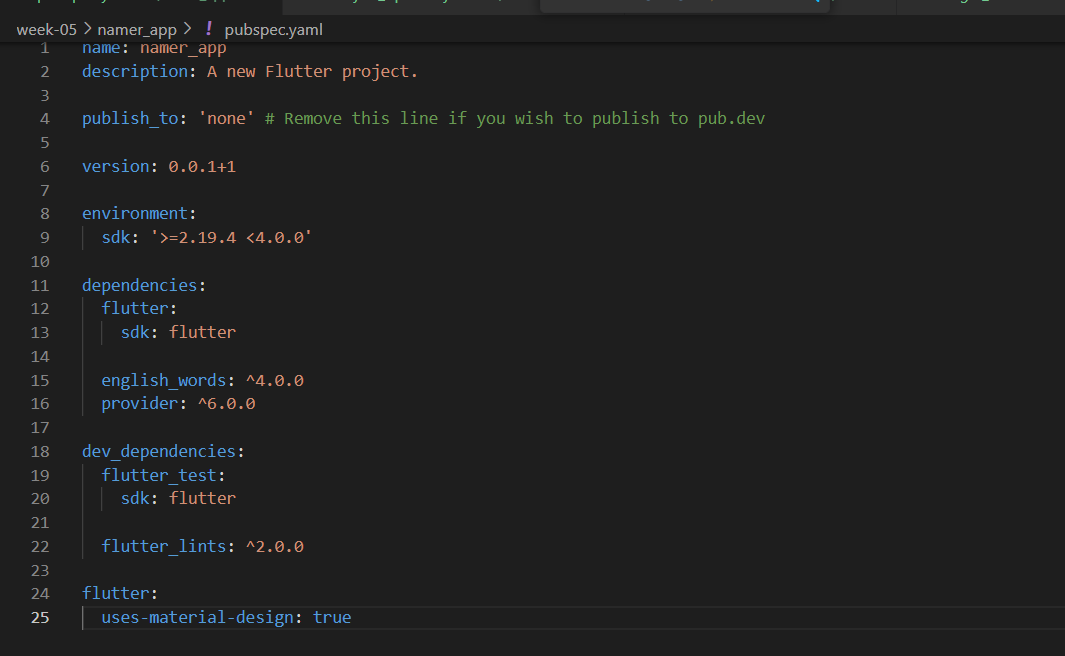 week-05 > namer_app > ! pubspec.yaml
1 name: namer_app
2 description: A new Flutter project.
3
4 publish_to: 'none' # Remove this line if you wish to publish to pub.dev
5
6 version: 0.0.1+1
7
8 environment:
9   sdk: '>=2.19.4 <4.0.0'
10
11 dependencies:
12   flutter:
13     sdk: flutter
14
15   english_words: ^4.0.0
16   provider: ^6.0.0
17
18 dev_dependencies:
19   flutter_test:
20     sdk: flutter
21
22   flutter_lints: ^2.0.0
23
24 flutter:
25   uses-material-design: true